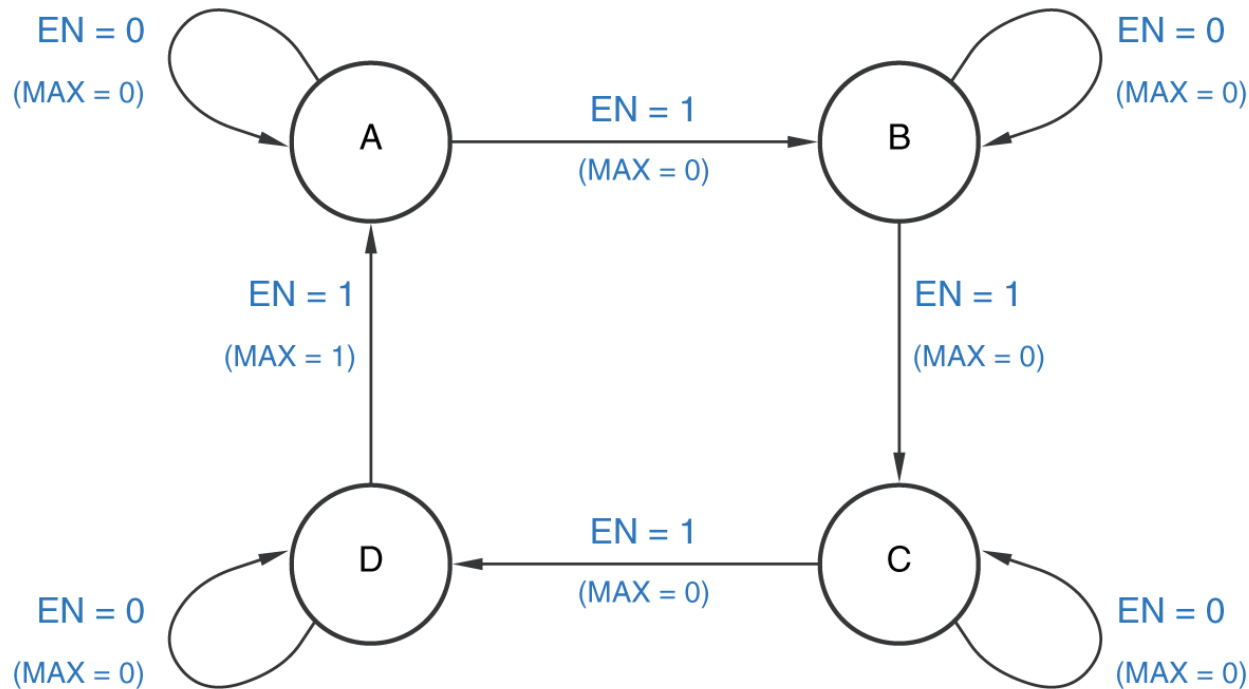 EN = 0
(MAX = 0)
A
EN = 1
(MAX = 0)
B
EN = 0
(MAX = 0)
EN = 1
(MAX = 1)
EN = 1
(MAX = 0)
EN = 0
(MAX = 0)
D
EN = 1
(MAX = 0)
C
EN = 0
(MAX = 0)